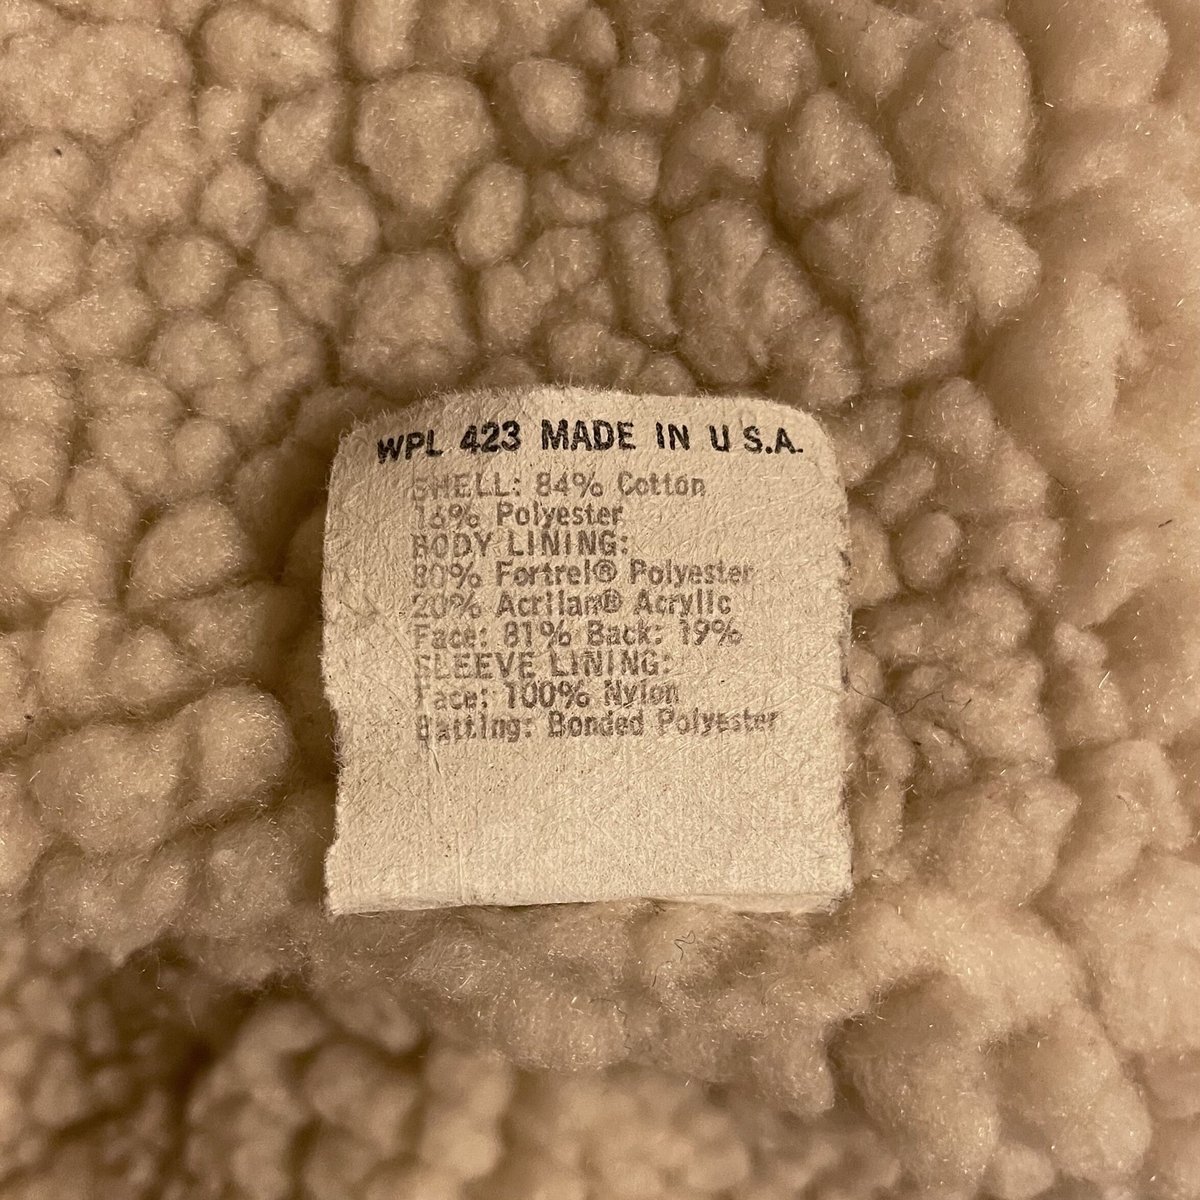 WPL 423 MADE IN U S.A.
SHELL: 84% Cotton
16% Polyester
BODY LINING:
80% Fortrel® Polyester
20% Acrilan® Acrylic
Face: 81% Back: 19%
SLEEVE LINING:
Face: 100% Nylon
Batting: Bonded Polyester